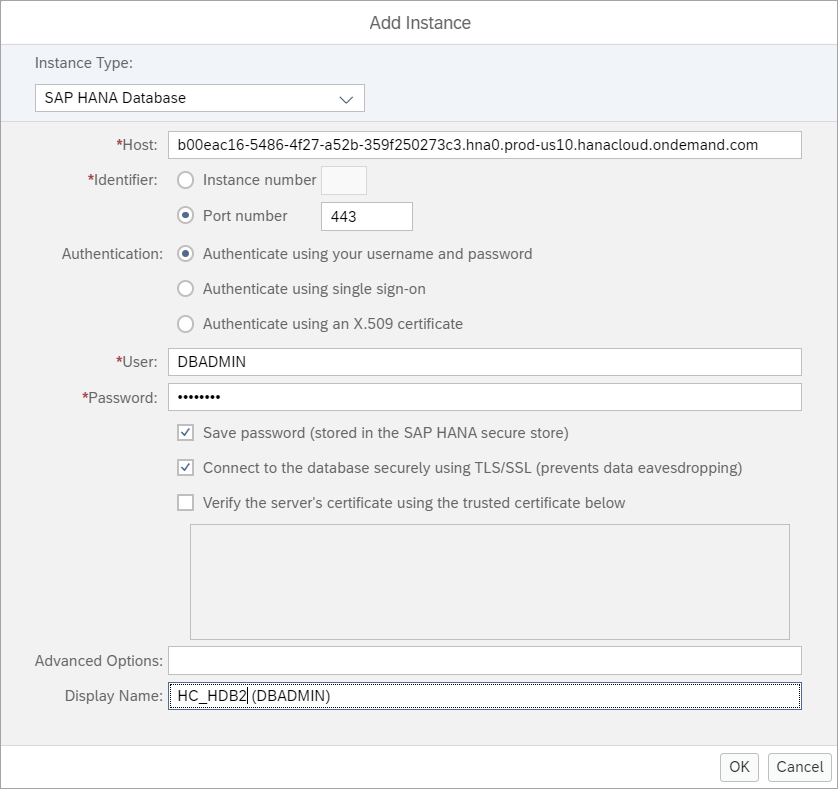 Add Instance
Instance Type:
SAP HANA Database
*Host: b00eac16-5486-4f27-a52b-359f250273c3.hna0.prod-us10.hanacloud.ondemand.com
*Identifier: Instance number
Port number 443
Authentication: Authenticate using your username and password
Authenticate using single sign-on
Authenticate using an X.509 certificate
*User: DBADMIN
*Password: ••••••••
Save password (stored in the SAP HANA secure store)
Connect to the database securely using TLS/SSL (prevents data eavesdropping)
Verify the server's certificate using the trusted certificate below
Advanced Options:
Display Name: HC_HDB2 (DBADMIN)
OK Cancel